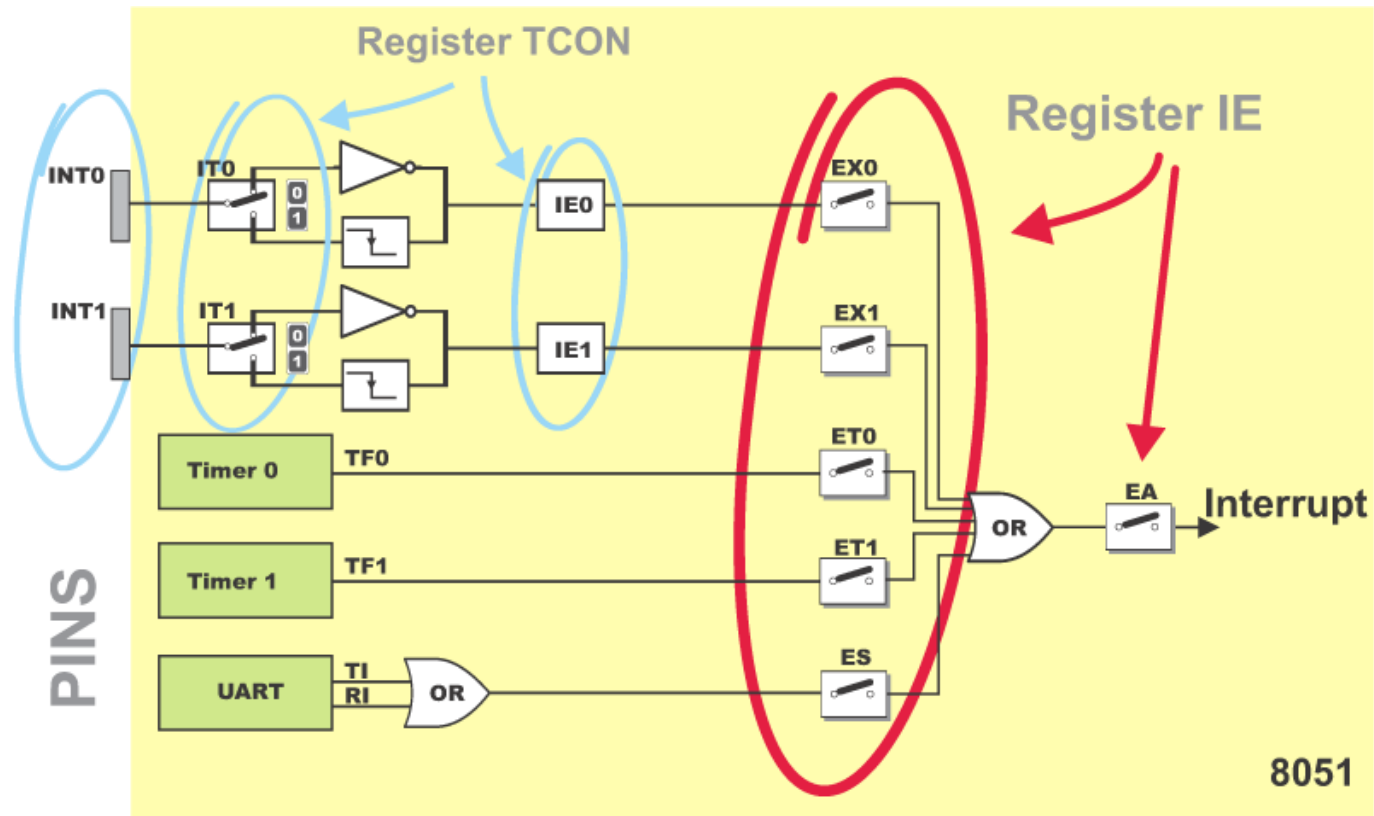 Register TCON
Register IE
INT0
IT0
0
1
IE0
EX0
INT1
IT1
0
1
IE1
EX1
Timer 0
TF0
ET0
OR
EA
Interrupt
Timer 1
TF1
ET1
PINS
UART
TI
RI
OR
ES
8051